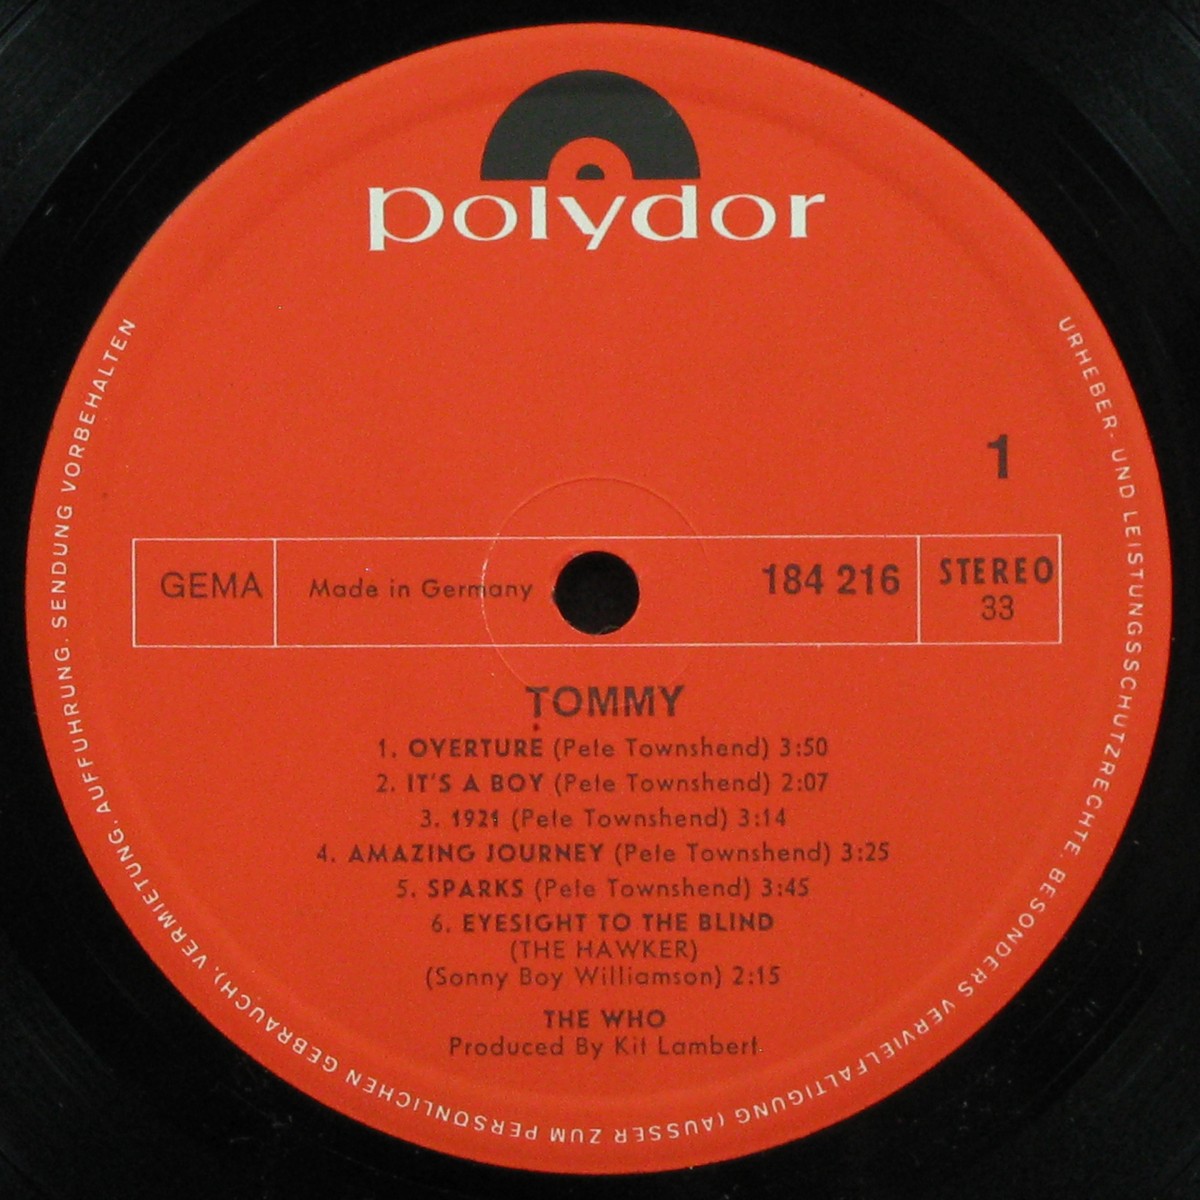 polydor
1
GEMA
Made in Germany
184 216
STEREO
33
TOMMY
1. OVERTURE (Pete Townshend) 3:50
2. IT'S A BOY (Pete Townshend) 2:07
3. 1921 (Pete Townshend) 3:14
4. AMAZING JOURNEY (Pete Townshend) 3:25
5. SPARKS (Pete Townshend) 3:45
6. EYESIGHT TO THE BLIND
(THE HAWKER)
(Sonny Boy Williamson) 2:15
THE WHO
Produced By Kit Lambert
URHEBER- UND LEISTUNGSSCHUTZRECHTE, BESONDERS VERVIELFALTIGUNG (AUSSER ZUM PERSONLICHEN GEBRAUCH), VERMIETUNG, AUFFUHRUNG, SENDUNG VORBEHALTEN